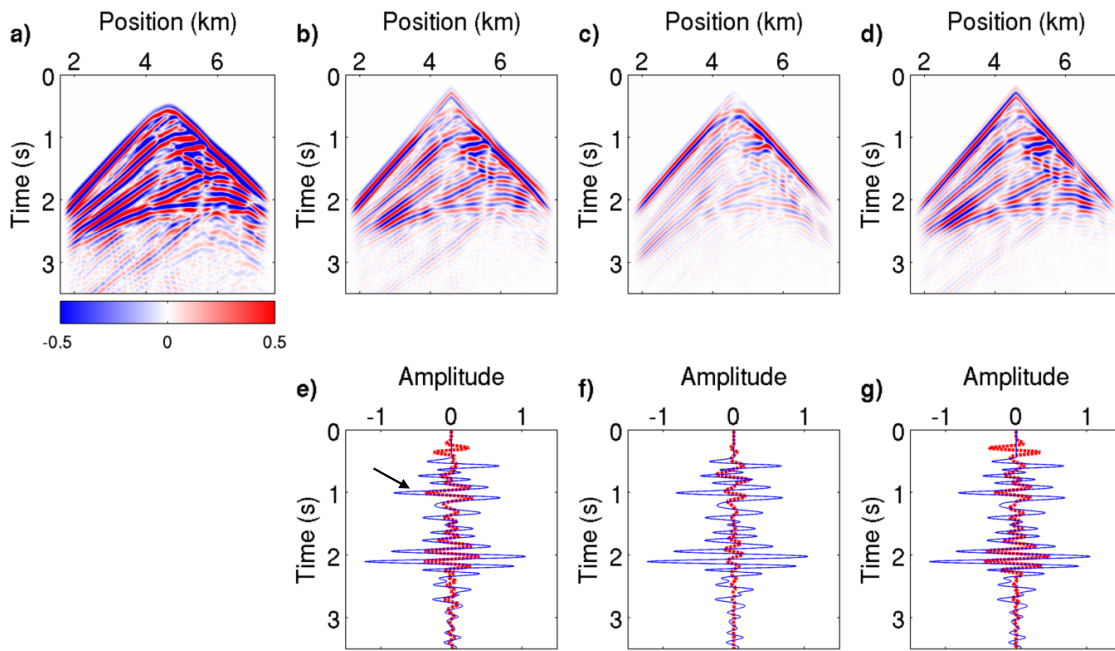 Position (km) Position (km) Position (km) Position (km)
a) b) c) d)
2 4 6 2 4 6 2 4 6 2 4 6
0 0 0 0
1 1 1 1
2 2 2 2
3 3 3 3
Time (s) Time (s) Time (s) Time (s)
-0.5 0 0.5
Amplitude Amplitude Amplitude
e) f) g)
-1 0 1 -1 0 1 -1 0 1
0 0 0
1 1 1
2 2 2
3 3 3
Time (s) Time (s) Time (s)